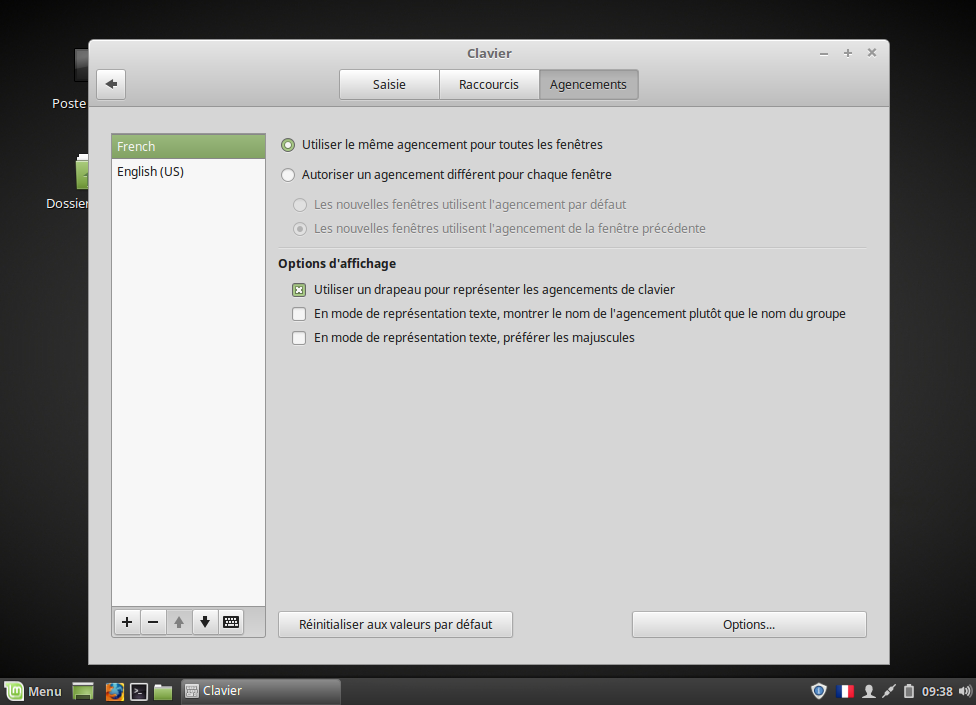 Clavier
Saisie
Raccourcis
Agencements
Poste
Dossier
French
English (US)
Utiliser le même agencement pour toutes les fenêtres
Autoriser un agencement différent pour chaque fenêtre
Les nouvelles fenêtres utilisent l'agencement par défaut
Les nouvelles fenêtres utilisent l'agencement de la fenêtre précédente
Options d'affichage
Utiliser un drapeau pour représenter les agencements de clavier
En mode de représentation texte, montrer le nom de l'agencement plutôt que le nom du groupe
En mode de représentation texte, préférer les majuscules
Réinitialiser aux valeurs par défaut
Options...
Menu
Clavier
09:38